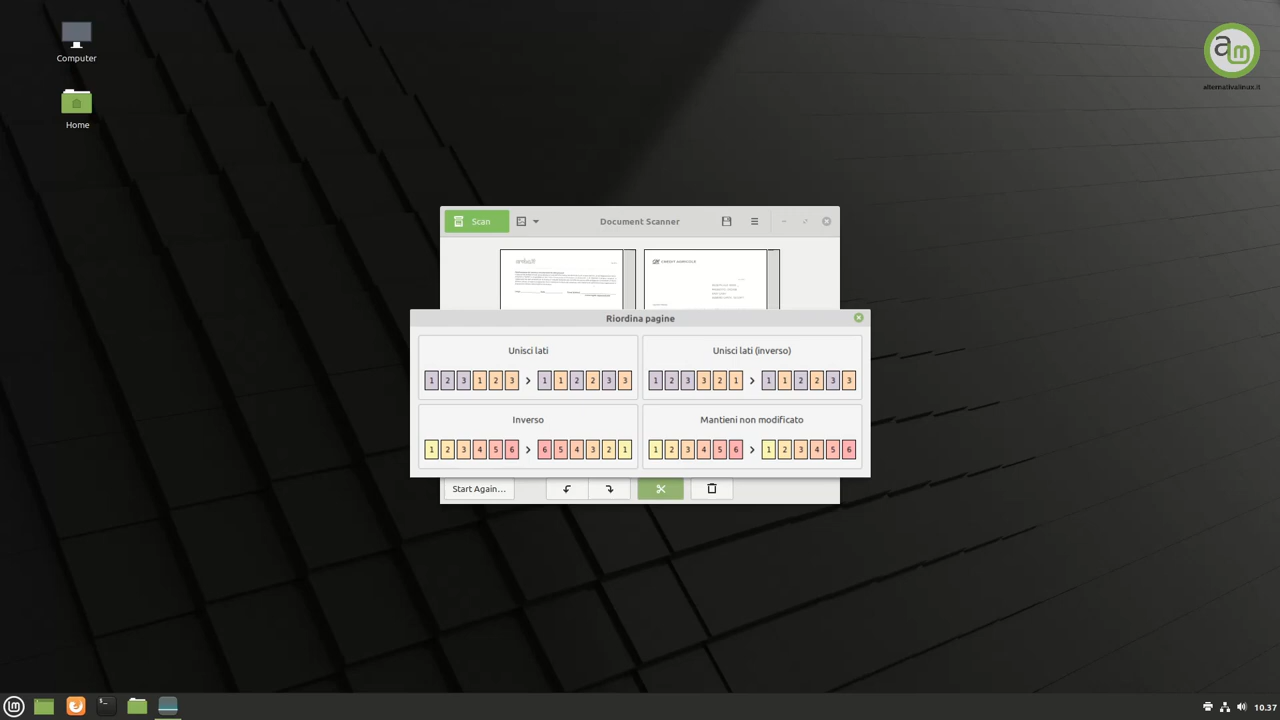 Computer
Home
alternativalinux.it
Scan
Document Scanner
CRÉDIT AGRICOLE
Riordina pagine
Unisci lati
1 2 3 1 2 3 > 1 1 2 2 3 3
Unisci lati (inverso)
1 2 3 3 2 1 > 1 1 2 2 3 3
Inverso
1 2 3 4 5 6 > 6 5 4 3 2 1
Mantieni non modificato
1 2 3 4 5 6 > 1 2 3 4 5 6
Start Again...
10.37